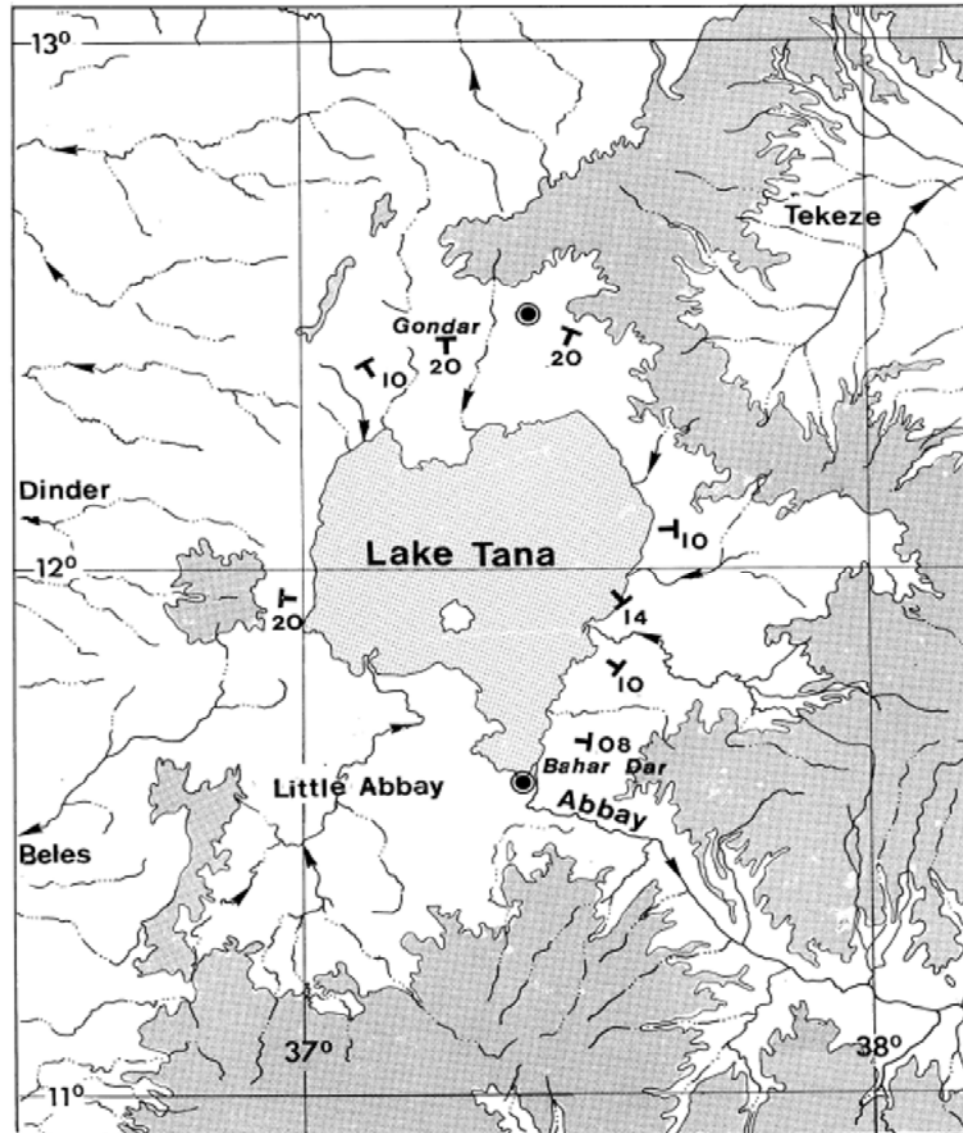 13°
Tekeze
Gondar
20
20
10
Dinder
10
Lake Tana
12°
20
14
10
08
Bahar Dar
Little Abbay
Abbay
Beles
37°
38°
11°